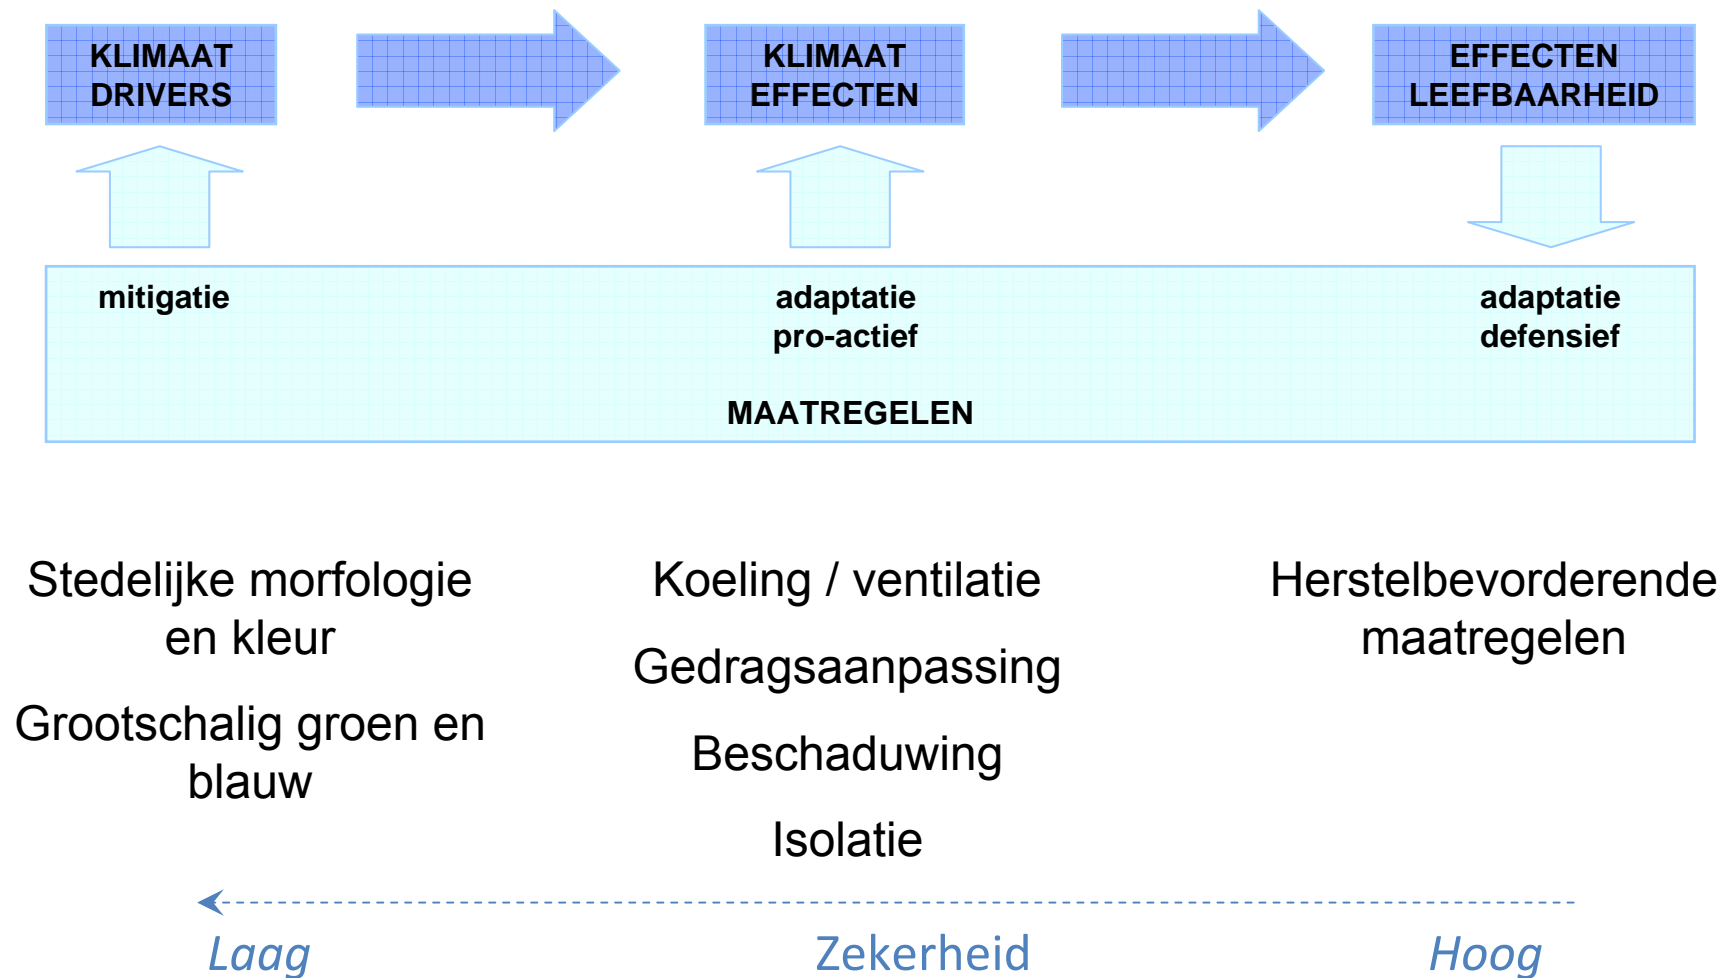 KLIMAAT
DRIVERS
KLIMAAT
EFFECTEN
EFFECTEN
LEEFBAARHEID
mitigatie
adaptatie
pro-actief
adaptatie
defensief
MAATREGELEN
Stedelijke morfologie
en kleur
Grootschalig groen en
blauw
Koeling / ventilatie
Gedragsaanpassing
Beschaduwing
Isolatie
Herstelbevorderende
maatregelen
Laag
Zekerheid
Hoog